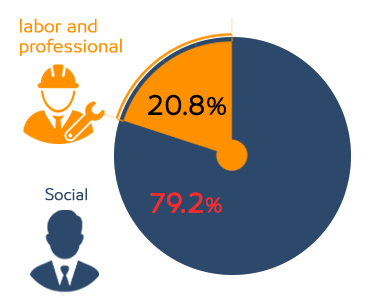 labor and
professional
20.8%
79.2%
Social